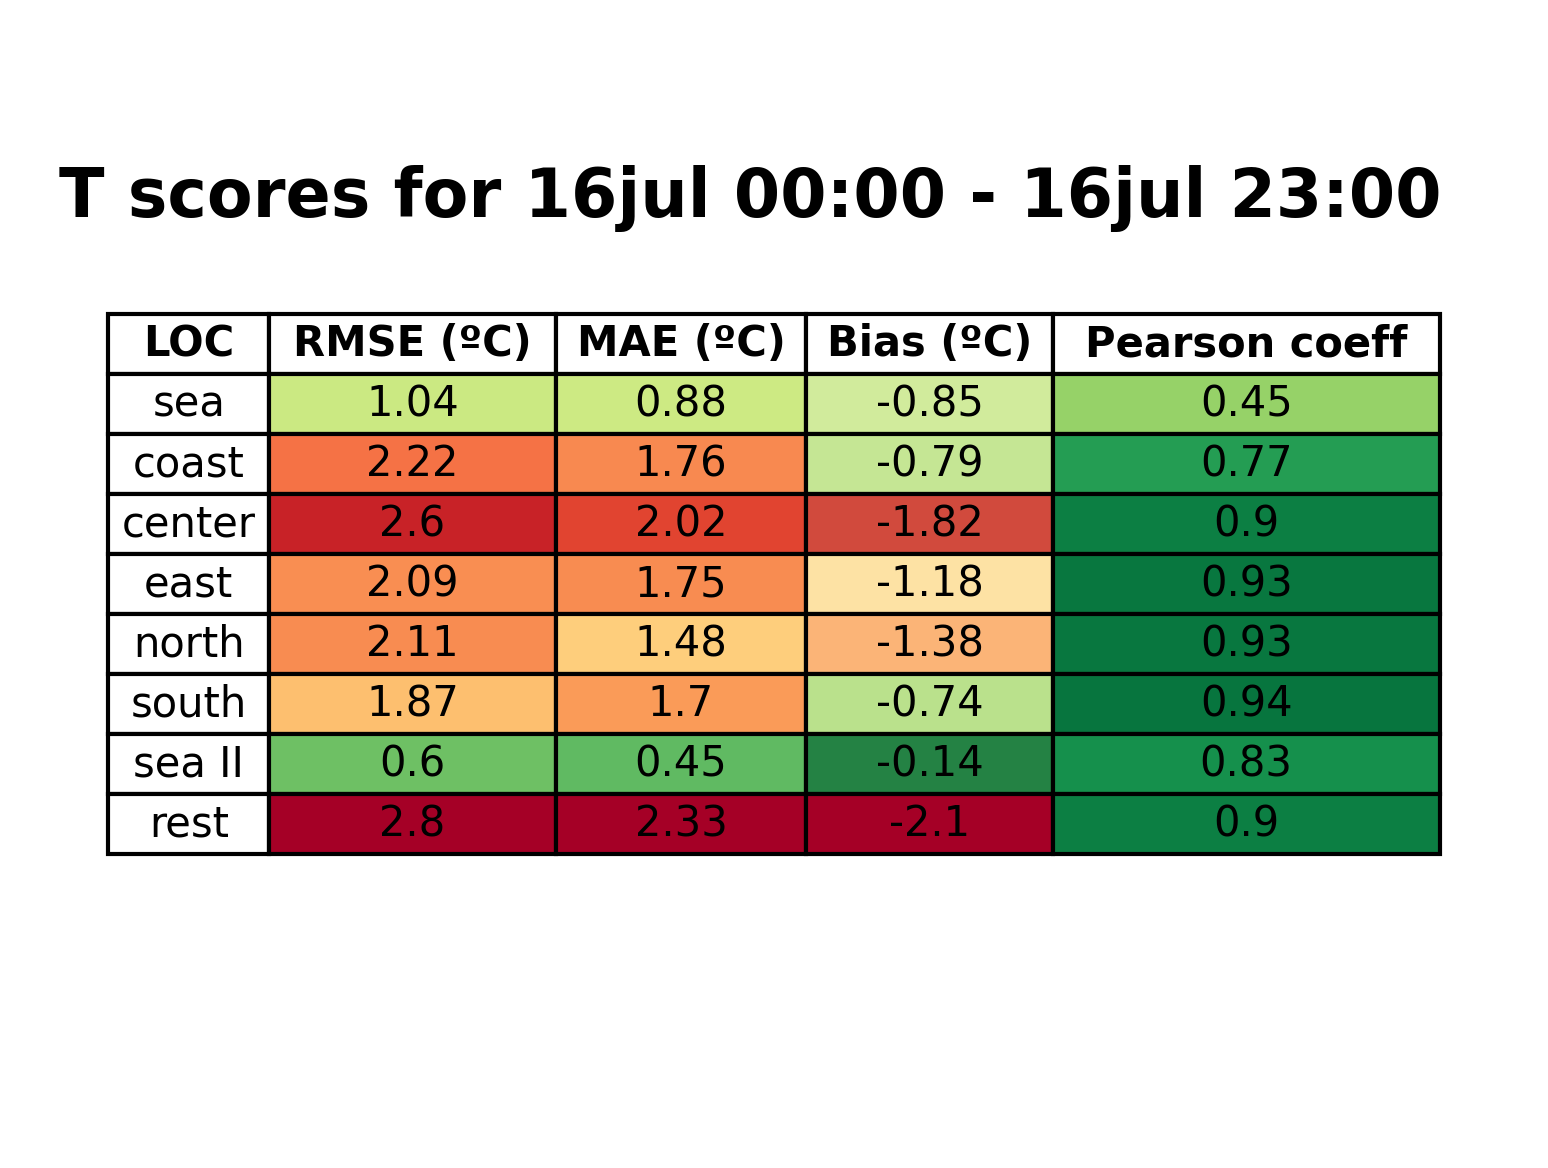 T scores for 16jul 00:00 - 16jul 23:00
LOC RMSE (ºC) MAE (ºC) Bias (ºC) Pearson coeff
sea 1.04 0.88 -0.85 0.45
coast 2.22 1.76 -0.79 0.77
center 2.6 2.02 -1.82 0.9
east 2.09 1.75 -1.18 0.93
north 2.11 1.48 -1.38 0.93
south 1.87 1.7 -0.74 0.94
sea II 0.6 0.45 -0.14 0.83
rest 2.8 2.33 -2.1 0.9